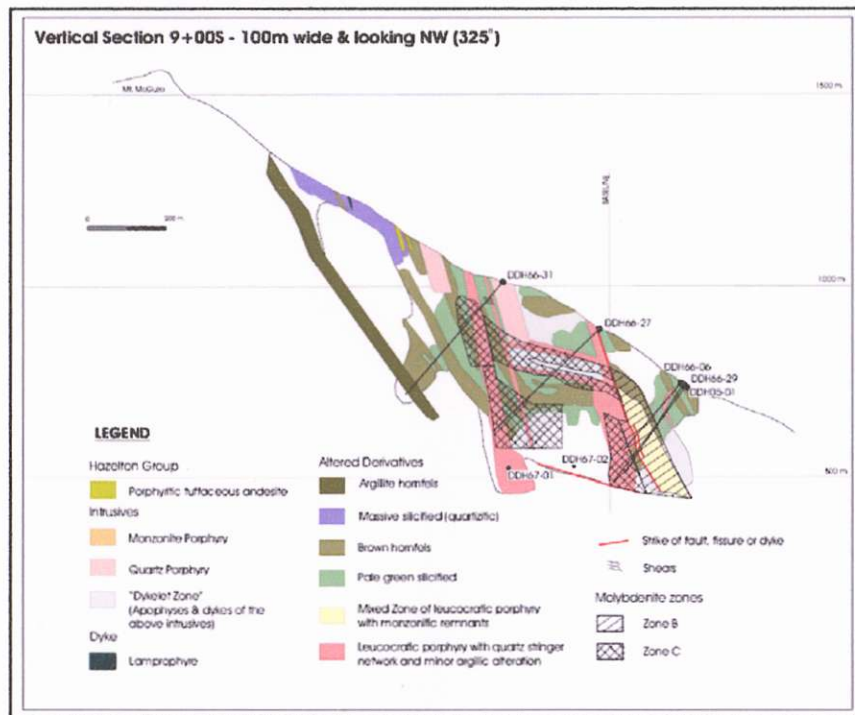 Vertical Section 9+00S - 100m wide & looking NW (325°)
Mt. McGuire
1500 m.
BASELINE
0 200 m.
DDH66-31
1000 m.
DDH66-27
DDH66-06
DDH66-29
DDH05-01
LEGEND
DDH67-02
DDH67-01
500 m.
Hazelton Group
Porphyritic tuffaceous andesite
Intrusives
Monzonite Porphyry
Quartz Porphyry
"Dykelet Zone"
(Apophyses & dykes of the
above intrusives)
Dyke
Lamprophyre
Altered Derivatives
Argillite hornfels
Massive silicified (quartzitic)
Brown hornfels
Pale green silicified
Mixed Zone of leucocratic porphyry
with monzonitic remnants
Leucocratic porphyry with quartz stringer
network and minor argillic alteration
Strike of fault, fissure or dyke
Shears
Molybdenite zones
Zone B
Zone C